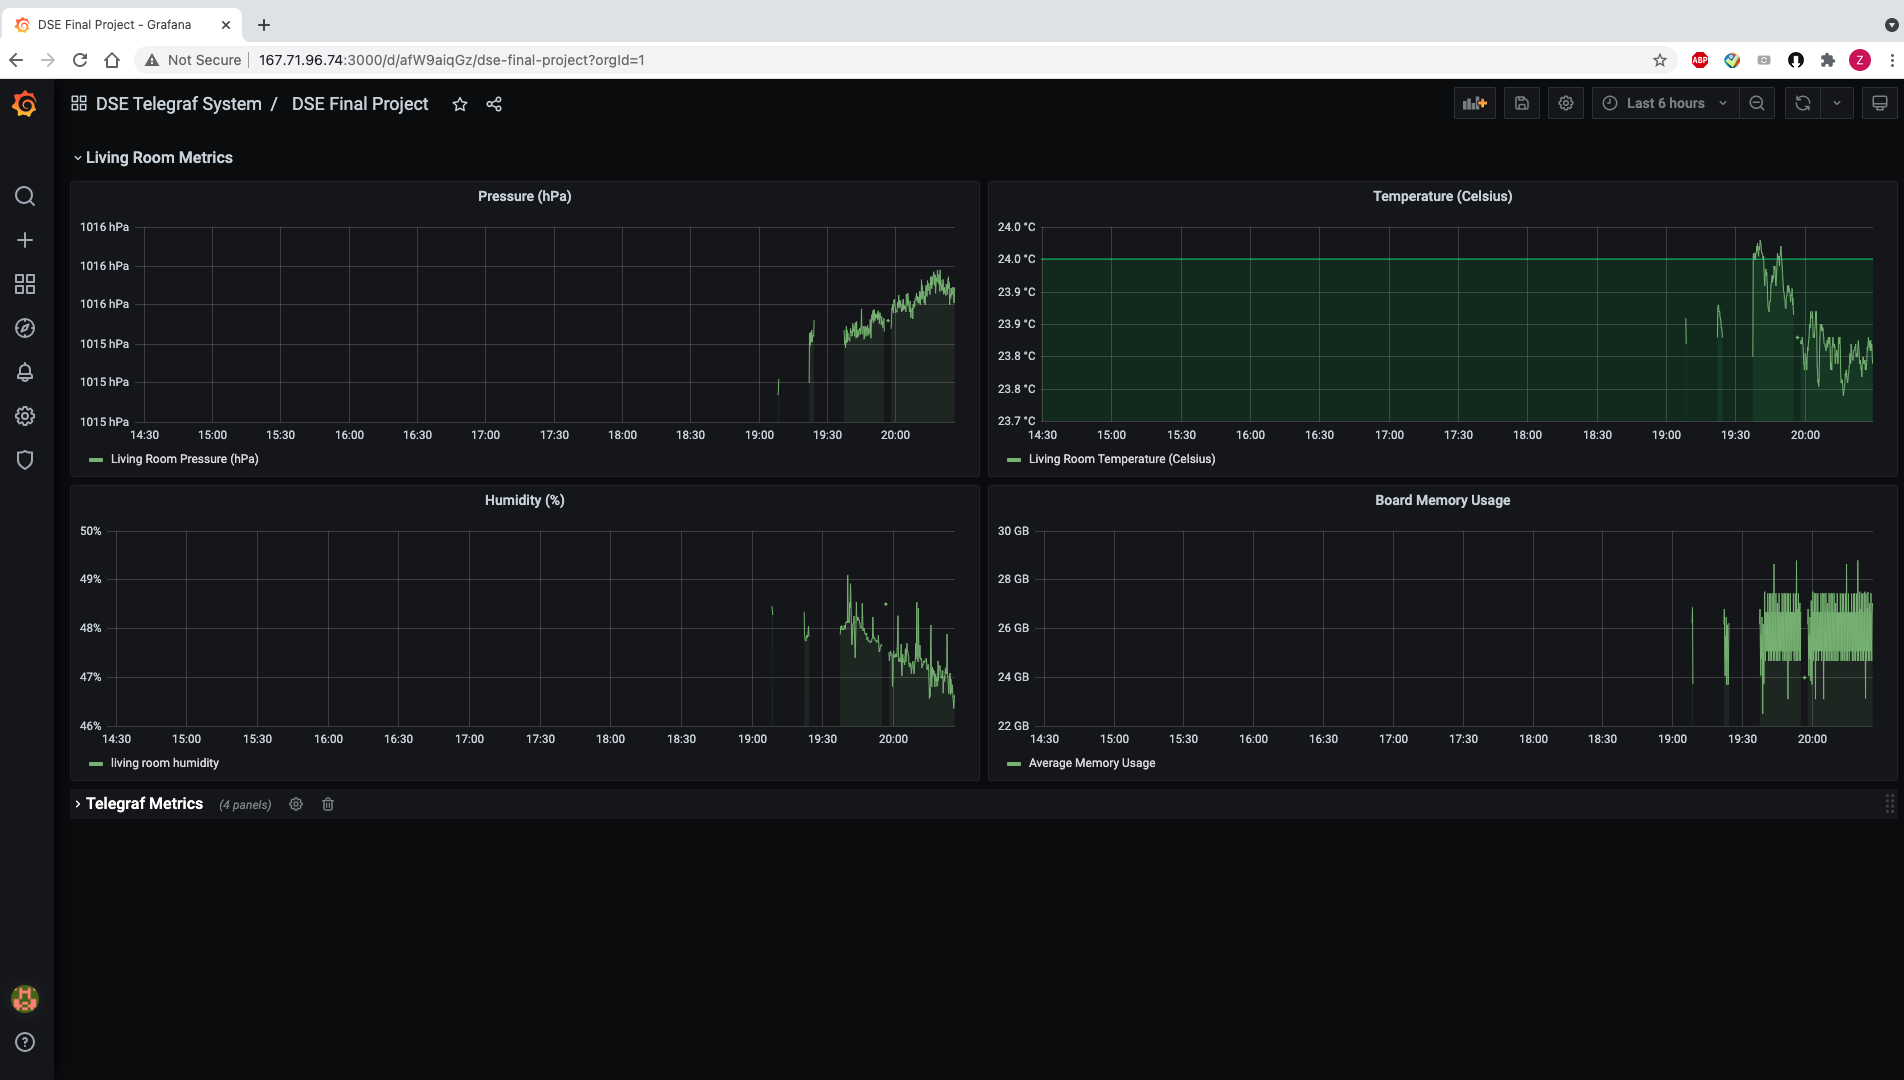 DSE Final Project - Grafana
Not Secure 167.71.96.74:3000/d/afW9aiqGz/dse-final-project?orgId=1
ABP
Z
DSE Telegraf System / DSE Final Project
Last 6 hours
Living Room Metrics
Pressure (hPa)
1016 hPa
1016 hPa
1016 hPa
1015 hPa
1015 hPa
1015 hPa
14:30 15:00 15:30 16:00 16:30 17:00 17:30 18:00 18:30 19:00 19:30 20:00
Living Room Pressure (hPa)
Temperature (Celsius)
24.0 °C
24.0 °C
23.9 °C
23.9 °C
23.8 °C
23.8 °C
23.7 °C
14:30 15:00 15:30 16:00 16:30 17:00 17:30 18:00 18:30 19:00 19:30 20:00
Living Room Temperature (Celsius)
Humidity (%)
50%
49%
48%
47%
46%
14:30 15:00 15:30 16:00 16:30 17:00 17:30 18:00 18:30 19:00 19:30 20:00
living room humidity
Board Memory Usage
30 GB
28 GB
26 GB
24 GB
22 GB
14:30 15:00 15:30 16:00 16:30 17:00 17:30 18:00 18:30 19:00 19:30 20:00
Average Memory Usage
Telegraf Metrics (4 panels)